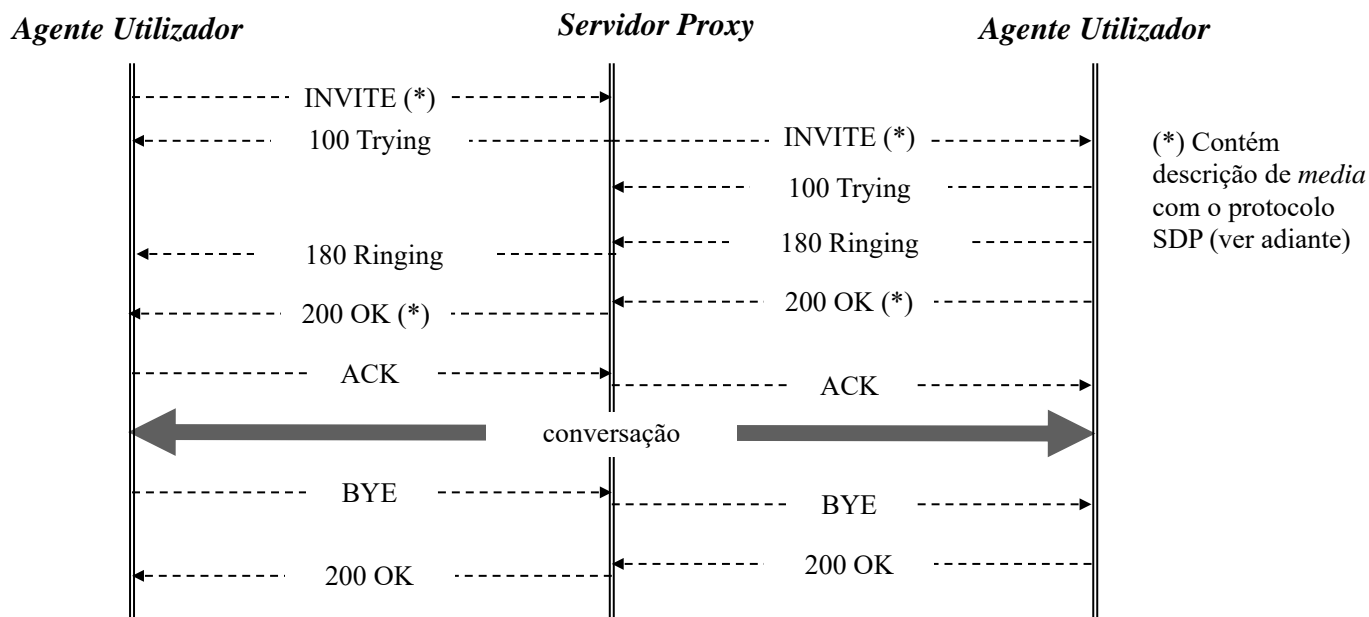 Agente Utilizador
Servidor Proxy
Agente Utilizador
INVITE (*)
100 Trying
INVITE (*)
100 Trying
180 Ringing
180 Ringing
200 OK (*)
200 OK (*)
ACK
ACK
conversação
BYE
BYE
200 OK
200 OK
(*) Contém
descrição de media
com o protocolo
SDP (ver adiante)